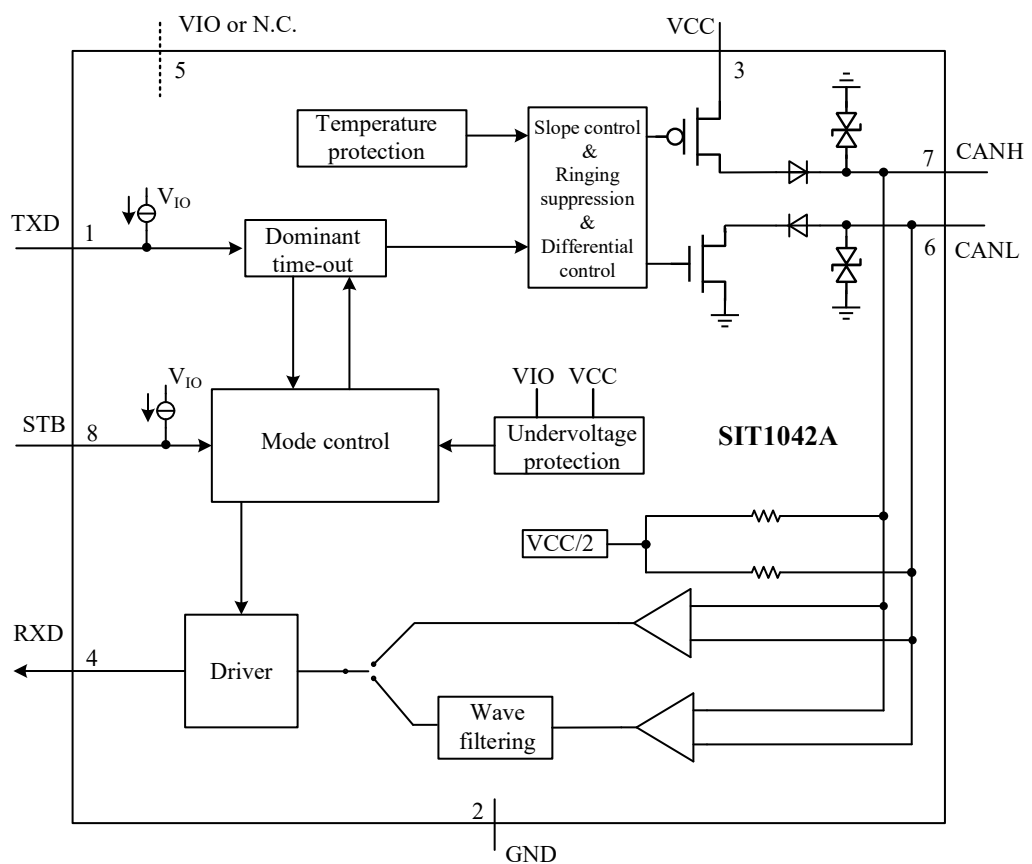 VIO or N.C.
5
VCC
3
Temperature
protection
Slope control
&
Ringing
suppression
&
Differential
control
7
CANH
TXD
1
VIO
Dominant
time-out
6
CANL
STB
8
VIO
Mode control
VIO
VCC
Undervoltage
protection
SIT1042A
VCC/2
RXD
4
Driver
Wave
filtering
2
GND